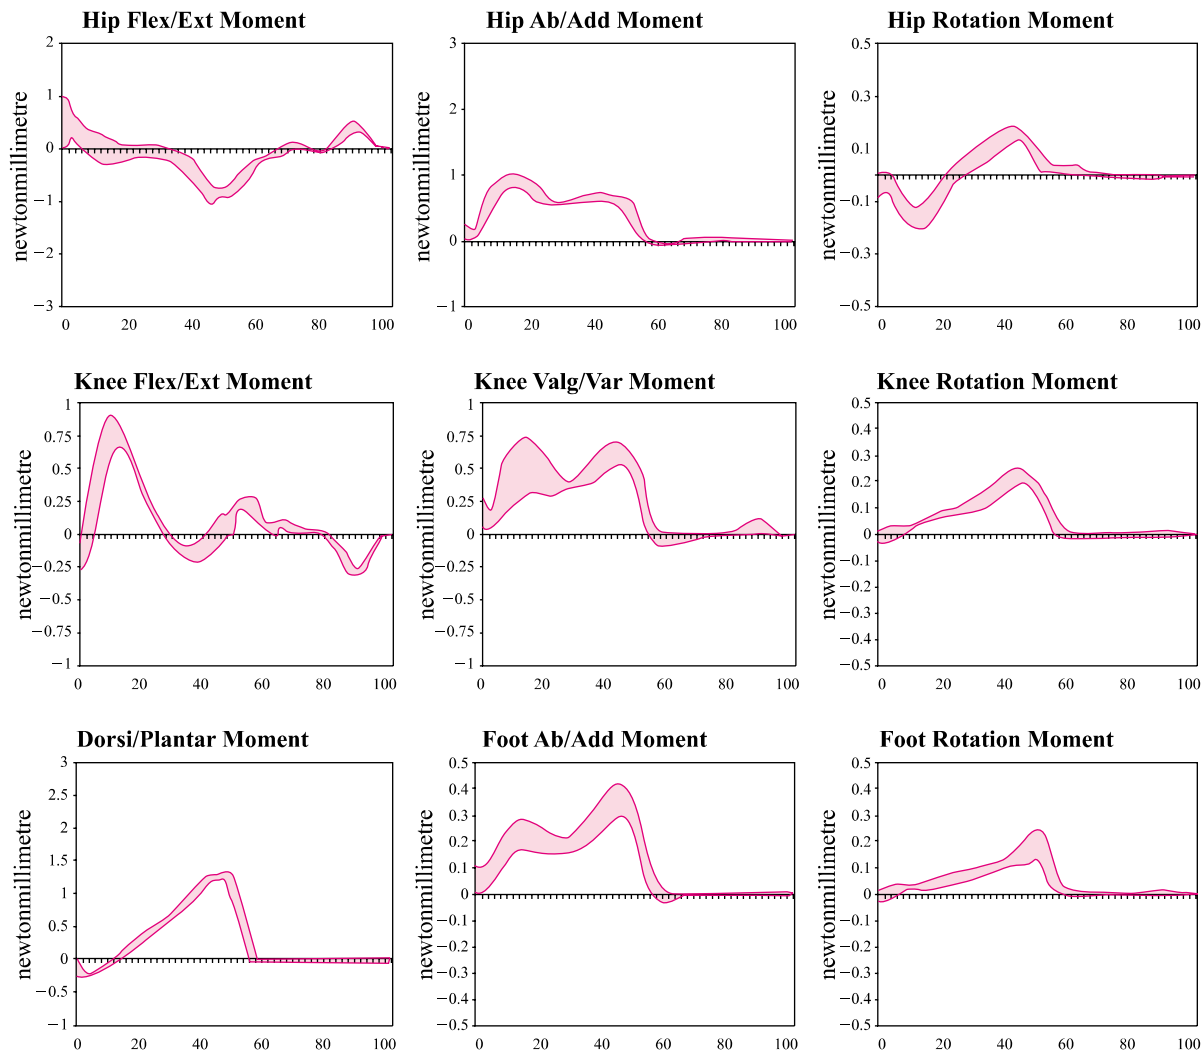 Hip Flex/Ext Moment
newtonmillimetre
2
1
0
−1
−2
−3
0 20 40 60 80 100
Hip Ab/Add Moment
newtonmillimetre
3
2
1
0
−1
0 20 40 60 80 100
Hip Rotation Moment
newtonmillimetre
0.5
0.3
0.1
−0.1
−0.3
−0.5
0 20 40 60 80 100
Knee Flex/Ext Moment
newtonmillimetre
1
0.75
0.5
0.25
0
−0.25
−0.5
−0.75
−1
0 20 40 60 80 100
Knee Valg/Var Moment
newtonmillimetre
1
0.75
0.5
0.25
0
−0.25
−0.5
−0.75
−1
0 20 40 60 80 100
Knee Rotation Moment
newtonmillimetre
0.5
0.4
0.3
0.2
0.1
0
−0.1
−0.2
−0.3
−0.4
−0.5
0 20 40 60 80 100
Dorsi/Plantar Moment
newtonmillimetre
3
2.5
2
1.5
1
0.5
0
−0.5
−1
0 20 40 60 80 100
Foot Ab/Add Moment
newtonmillimetre
0.5
0.4
0.3
0.2
0.1
0
−0.1
−0.2
−0.3
−0.4
−0.5
0 20 40 60 80 100
Foot Rotation Moment
newtonmillimetre
0.5
0.4
0.3
0.2
0.1
0
−0.1
−0.2
−0.3
−0.4
−0.5
0 20 40 60 80 100